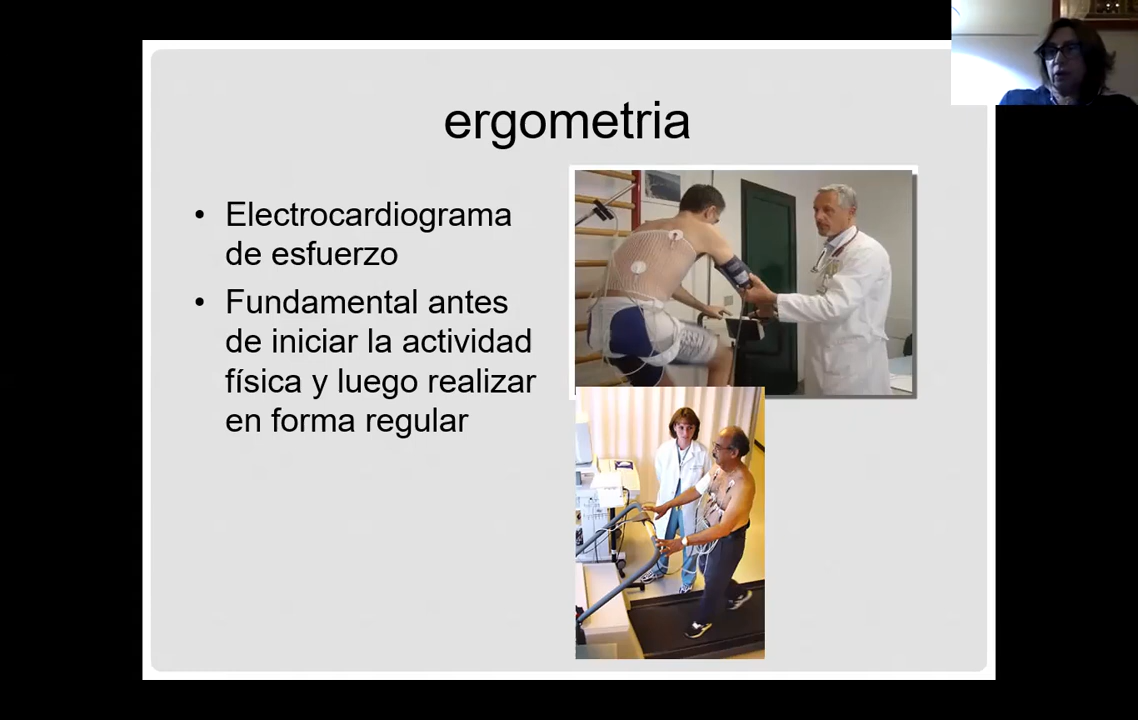 ergometria
• Electrocardiograma
de esfuerzo
• Fundamental antes
de iniciar la actividad
física y luego realizar
en forma regular